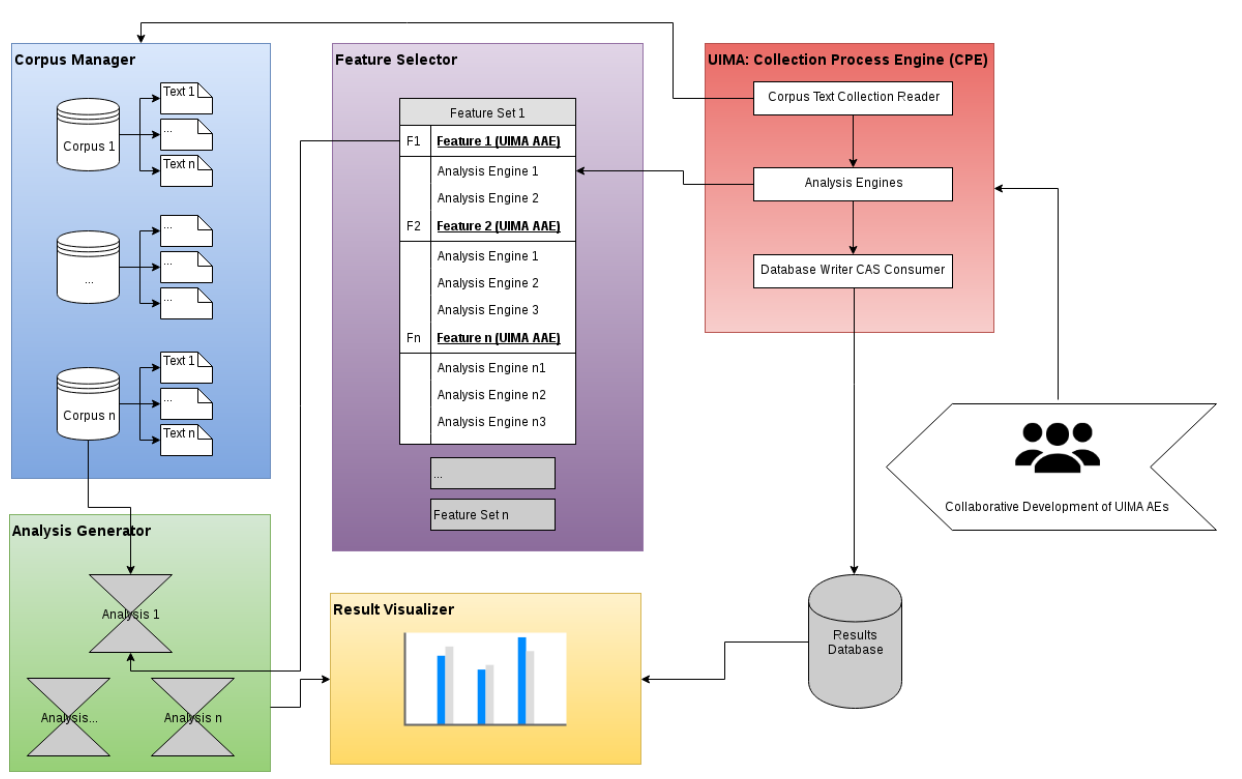 Corpus Manager
Corpus 1
Text 1
...
Text n
...
...
...
...
Corpus n
Text 1
...
Text n
Feature Selector
Feature Set 1
F1 Feature 1 (UIMA AAE)
Analysis Engine 1
Analysis Engine 2
F2 Feature 2 (UIMA AAE)
Analysis Engine 1
Analysis Engine 2
Analysis Engine 3
Fn Feature n (UIMA AAE)
Analysis Engine n1
Analysis Engine n2
Analysis Engine n3
...
Feature Set n
UIMA: Collection Process Engine (CPE)
Corpus Text Collection Reader
Analysis Engines
Database Writer CAS Consumer
Collaborative Development of UIMA AEs
Analysis Generator
Analysis 1
Analysis...
Analysis n
Result Visualizer
Results
Database